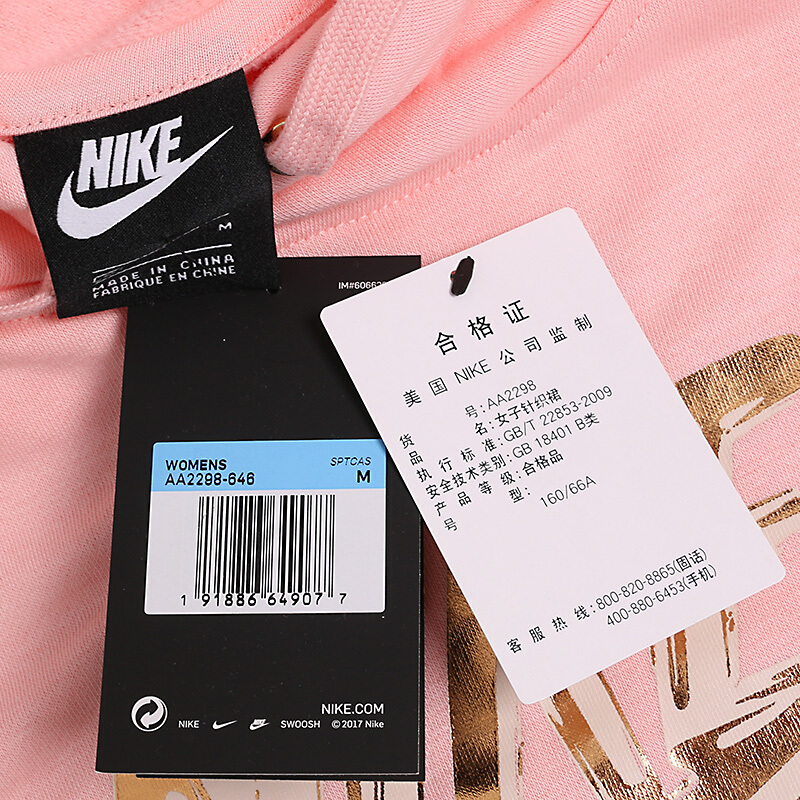 NIKE
M
MADE IN CHINA
FABRIQUE EN CHINE
WOMENS SPTCAS
AA2298-646 M
1 91886 64907 7
NIKE.COM
NIKE SWOOSH © 2017 Nike
合格证
美国NIKE公司监制
货号:AA2298
品名:女子针织裙
执行标准:GB/T 22853-2009
安全技术类别:GB 18401 B类
产品等级:合格品
号型: 160/66A
客服热线:800-820-8865(固话)
400-880-6453(手机)